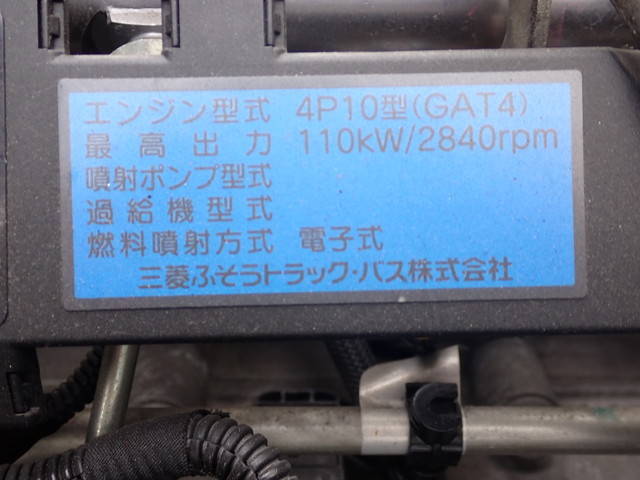 エンジン型式 4P10型(GAT4)
最高出力 110kW/2840rpm
噴射ポンプ型式
過給機型式
燃料噴射方式 電子式
三菱ふそうトラック・バス株式会社